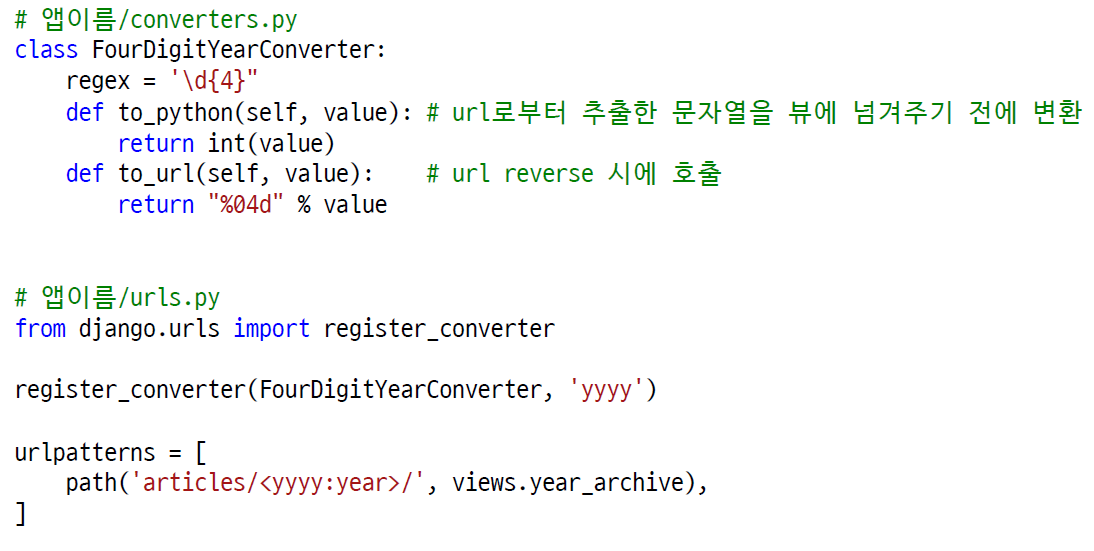 # 앱이름/converters.py
class FourDigitYearConverter:
    regex = '\d{4}"
    def to_python(self, value): # url로부터 추출한 문자열을 뷰에 넘겨주기 전에 변환
        return int(value)
    def to_url(self, value):    # url reverse 시에 호출
        return "%04d" % value
# 앱이름/urls.py
from django.urls import register_converter
register_converter(FourDigitYearConverter, 'yyyy')
urlpatterns = [
    path('articles/<yyyy:year>/', views.year_archive),
]